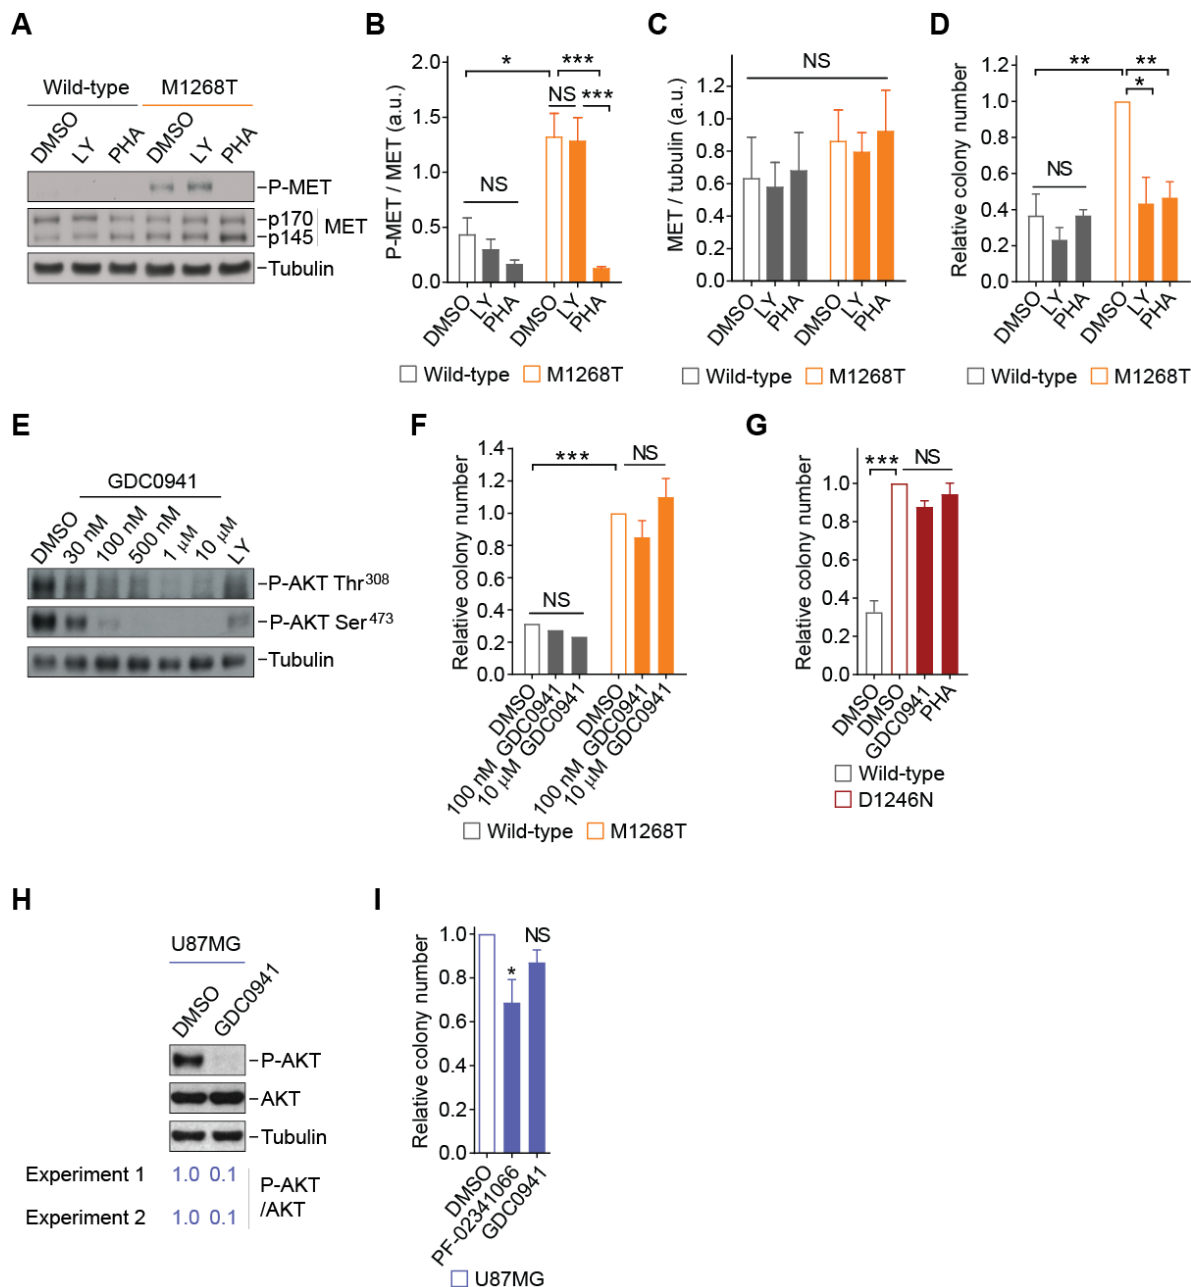 A
Wild-type M1268T
DMSO LY PHA DMSO LY PHA
P-MET
p170
p145
MET
Tubulin
B
P-MET / MET (a.u.)
2.0
1.5
1.0
0.5
0.0
* *** NS *** NS
DMSO LY PHA DMSO LY PHA
Wild-type M1268T
C
MET / tubulin (a.u.)
1.2
1.0
0.8
0.6
0.4
0.2
0.0
NS
DMSO LY PHA DMSO LY PHA
Wild-type M1268T
D
Relative colony number
1.2
1.0
0.8
0.6
0.4
0.2
0.0
** ** * NS
DMSO LY PHA DMSO LY PHA
Wild-type M1268T
E
GDC0941
DMSO 30 nM 100 nM 500 nM 1 µM 10 µM LY
P-AKT Thr308
P-AKT Ser473
Tubulin
F
Relative colony number
1.4
1.2
1.0
0.8
0.6
0.4
0.2
0.0
*** NS NS
DMSO 100 nM GDC0941 10 µM GDC0941 DMSO 100 nM GDC0941 10 µM GDC0941
Wild-type M1268T
G
Relative colony number
1.0
0.8
0.6
0.4
0.2
0.0
*** NS
DMSO DMSO GDC0941 PHA
Wild-type
D1246N
H
U87MG
DMSO GDC0941
P-AKT
AKT
Tubulin
Experiment 1 1.0 0.1
Experiment 2 1.0 0.1
P-AKT
/AKT
I
Relative colony number
1.0
0.8
0.6
0.4
0.2
0.0
* NS
DMSO PF-02341066 GDC0941
U87MG